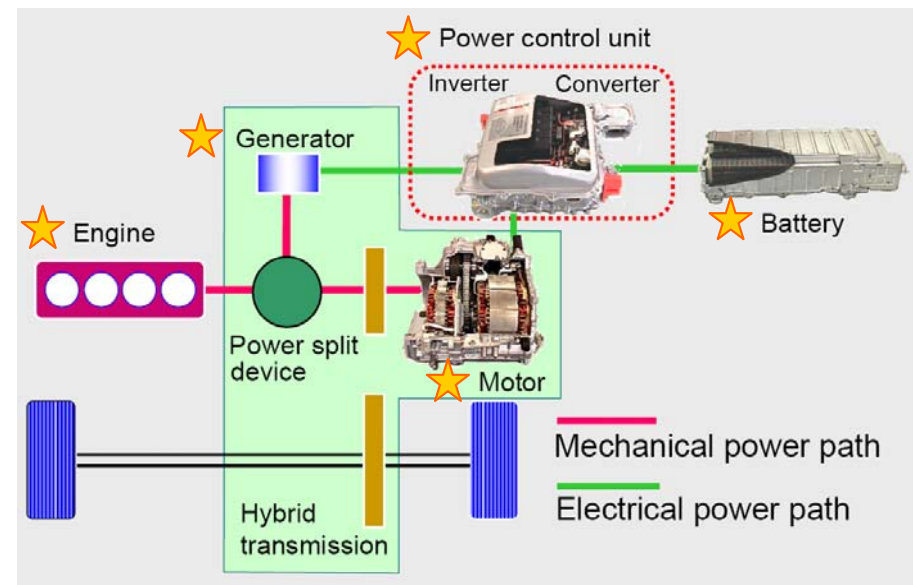 Power control unit
Inverter Converter
Generator
Engine
Battery
Power split
device
Motor
Mechanical power path
Electrical power path
Hybrid
transmission